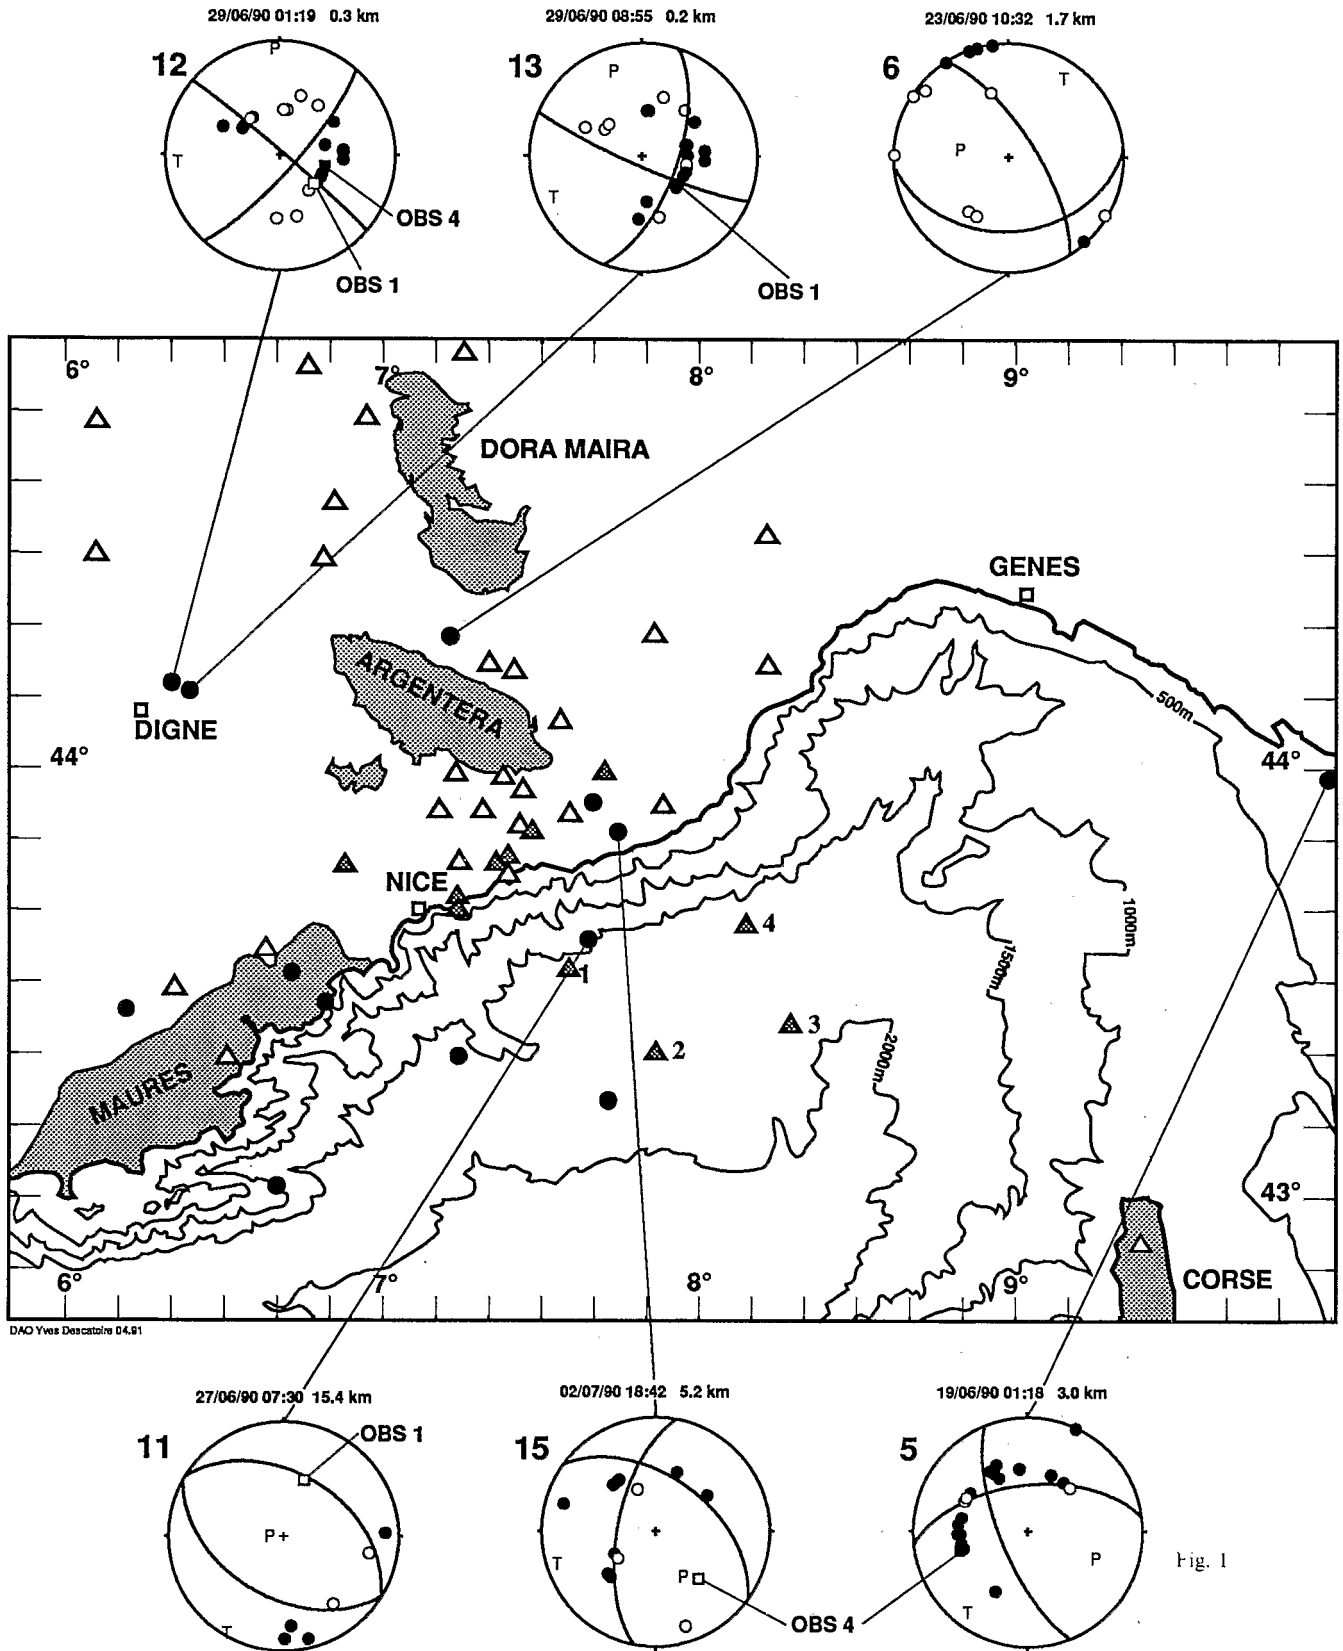 29/06/90 01:19 0.3 km
29/06/90 08:55 0.2 km
23/06/90 10:32 1.7 km
12
13
6
P
T
OBS 4
OBS 1
P
T
OBS 1
T
P
6°
7°
8°
9°
DORA MAIRA
GENES
ARGENTERA
500m
DIGNE
44°
44°
NICE
1000m
4
1500m
1
3
2
2000m
MAURES
43°
6°
7°
8°
9°
CORSE
DAO Yves Descatoire 04.91
27/06/90 07:30 15.4 km
02/07/90 18:42 5.2 km
19/06/90 01:18 3.0 km
11
OBS 1
15
5
P
T
T
P
OBS 4
P
T
Fig. 1